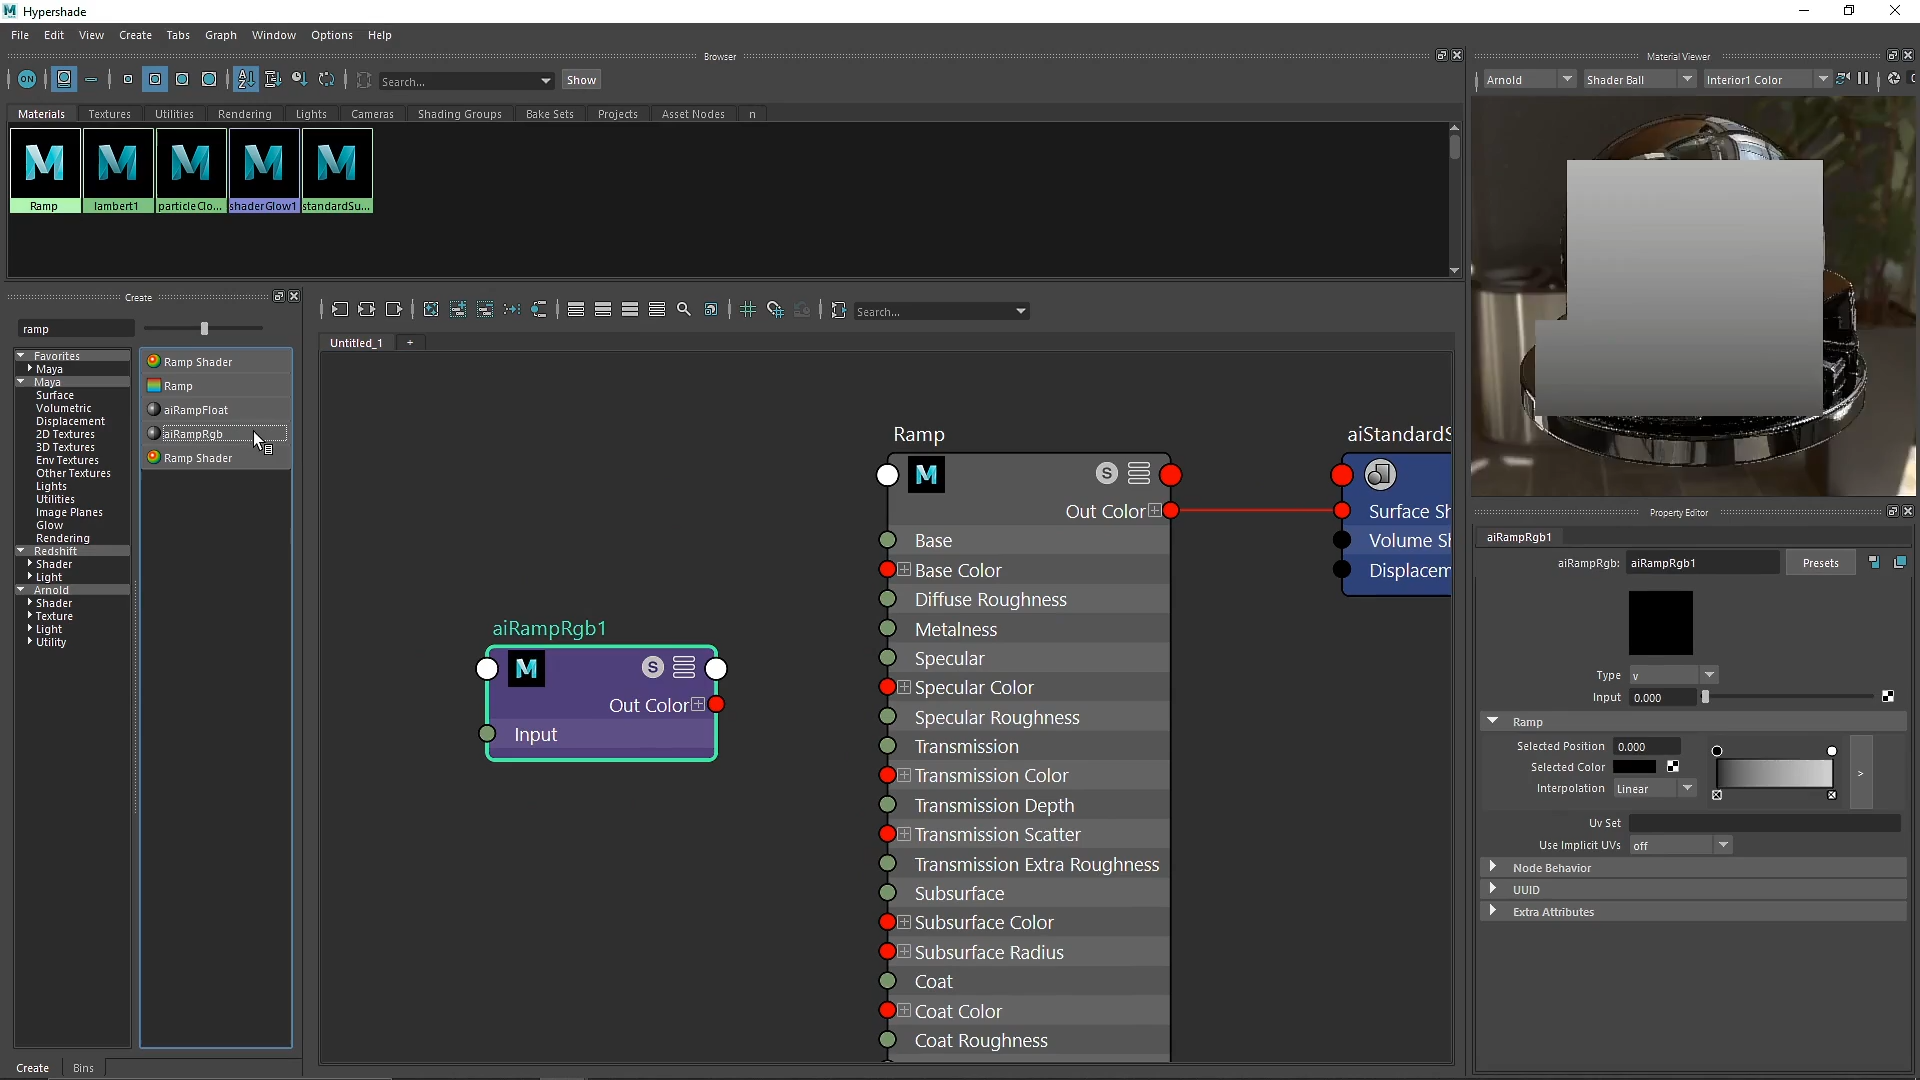 Hypershade
File Edit View Create Tabs Graph Window Options Help
Browser
Material Viewer
ON
Search...
Show
Arnold
Shader Ball
Interior1 Color
Materials Textures Utilities Rendering Lights Cameras Shading Groups Bake Sets Projects Asset Nodes n
Ramp lambert1 particleClo... shaderGlow1 standardSu...
Create
ramp
Favorites
Maya
Maya
Surface
Volumetric
Displacement
2D Textures
3D Textures
Env Textures
Other Textures
Lights
Utilities
Image Planes
Glow
Rendering
Redshift
Shader
Light
Arnold
Shader
Texture
Light
Utility
Ramp Shader
Ramp
aiRampFloat
aiRampRgb
Ramp Shader
Create Bins
Search...
Untitled_1 +
aiRampRgb1
M
S
Out Color
Input
Ramp
M
S
Out Color
Base
Base Color
Diffuse Roughness
Metalness
Specular
Specular Color
Specular Roughness
Transmission
Transmission Color
Transmission Depth
Transmission Scatter
Transmission Extra Roughness
Subsurface
Subsurface Color
Subsurface Radius
Coat
Coat Color
Coat Roughness
aiStandardS
Surface Sh
Volume Sh
Displacem
Property Editor
aiRampRgb1
aiRampRgb: aiRampRgb1 Presets
Type v
Input 0.000
Ramp
Selected Position 0.000
Selected Color
Interpolation Linear
>
Uv Set
Use Implicit UVs off
Node Behavior
UUID
Extra Attributes